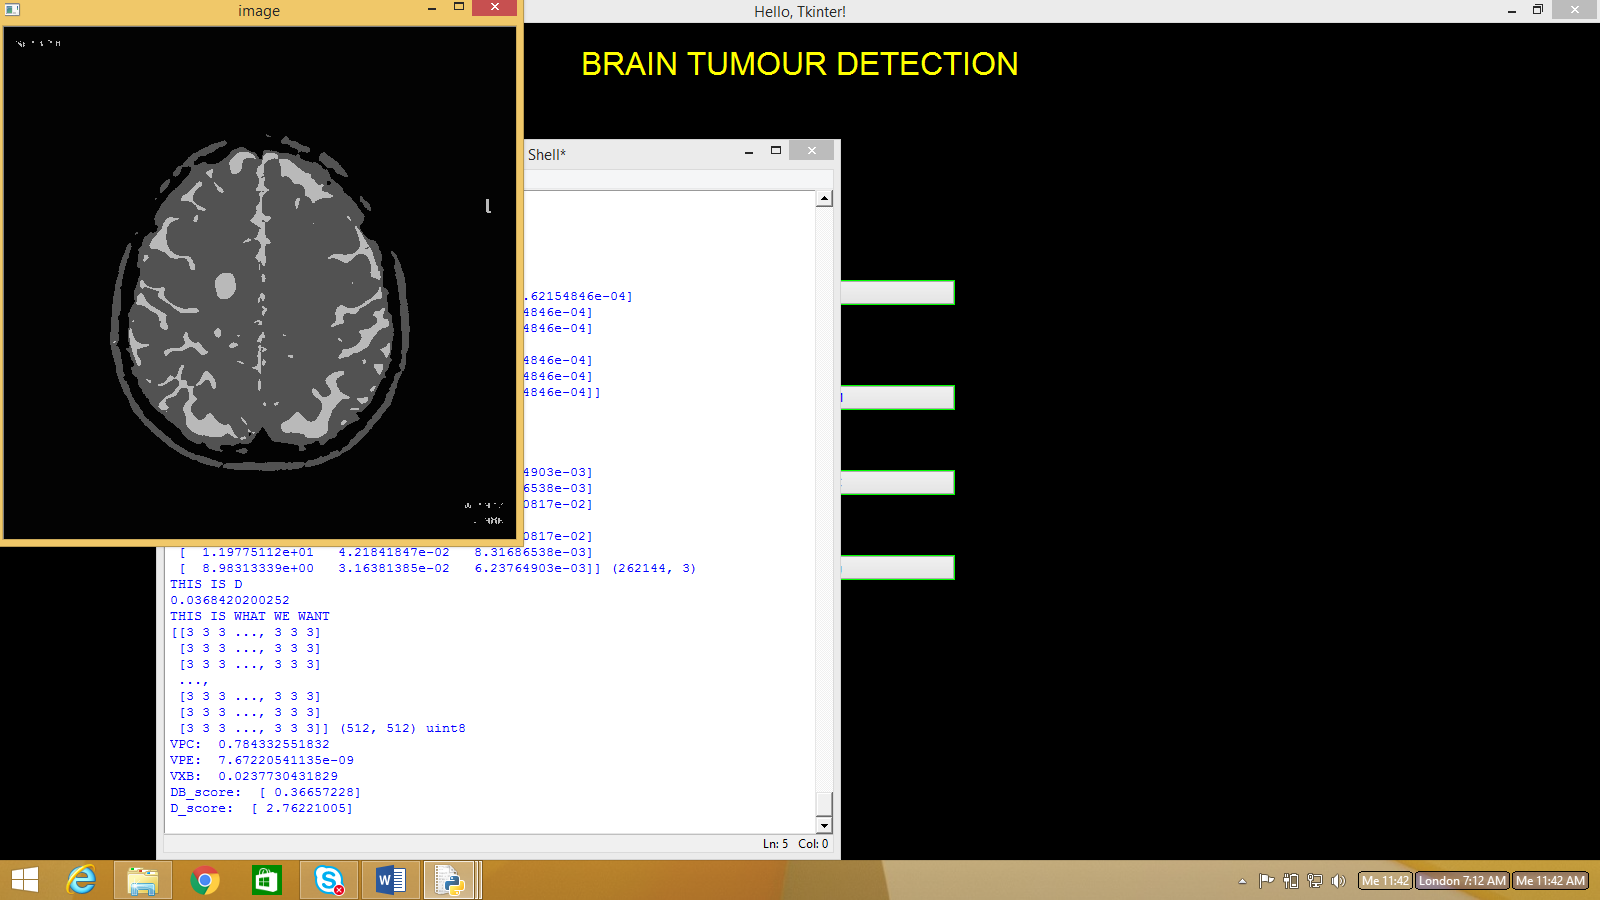 image
Hello, Tkinter!
BRAIN TUMOUR DETECTION
Shell*
l
.62154846e-04]
4846e-04]
4846e-04]
4846e-04]
4846e-04]
4846e-04]]
4903e-03]
6538e-03]
0817e-02]
0817e-02]
[ 1.19775112e+01 4.21841847e-02 8.31686538e-03]
[ 8.98313339e+00 3.16381385e-02 6.23764903e-03]] (262144, 3)
THIS IS D
0.0368420200252
THIS IS WHAT WE WANT
[[3 3 3 ..., 3 3 3]
[3 3 3 ..., 3 3 3]
[3 3 3 ..., 3 3 3]
...,
[3 3 3 ..., 3 3 3]
[3 3 3 ..., 3 3 3]
[3 3 3 ..., 3 3 3]] (512, 512) uint8
VPC: 0.784332551832
VPE: 7.67220541135e-09
VXB: 0.0237730431829
DB_score: [ 0.36657228]
D_score: [ 2.76221005]
Ln: 5 Col: 0
Me 11:42 London 7:12 AM Me 11:42 AM